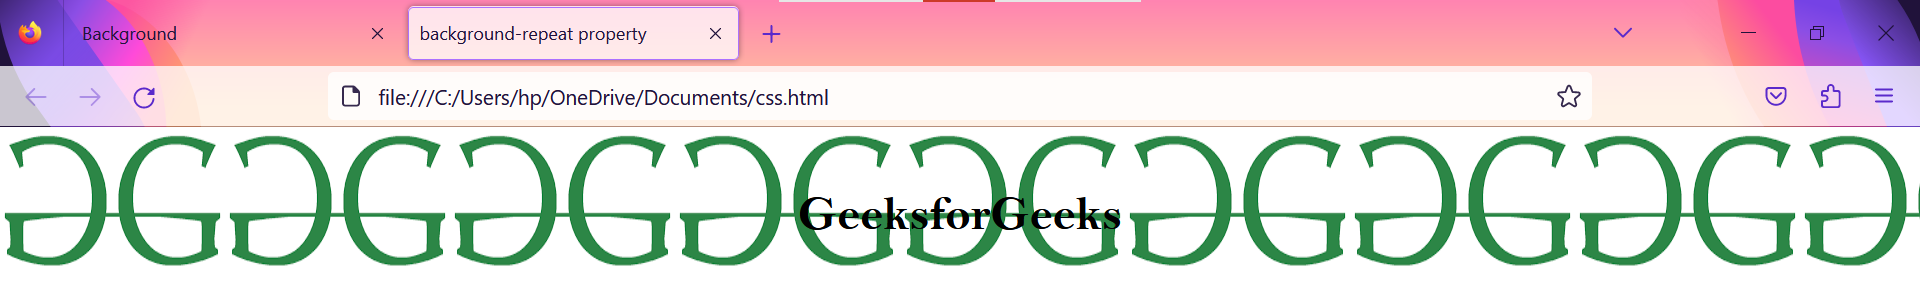 Background
background-repeat property
file:///C:/Users/hp/OneDrive/Documents/css.html
GeeksforGeeks